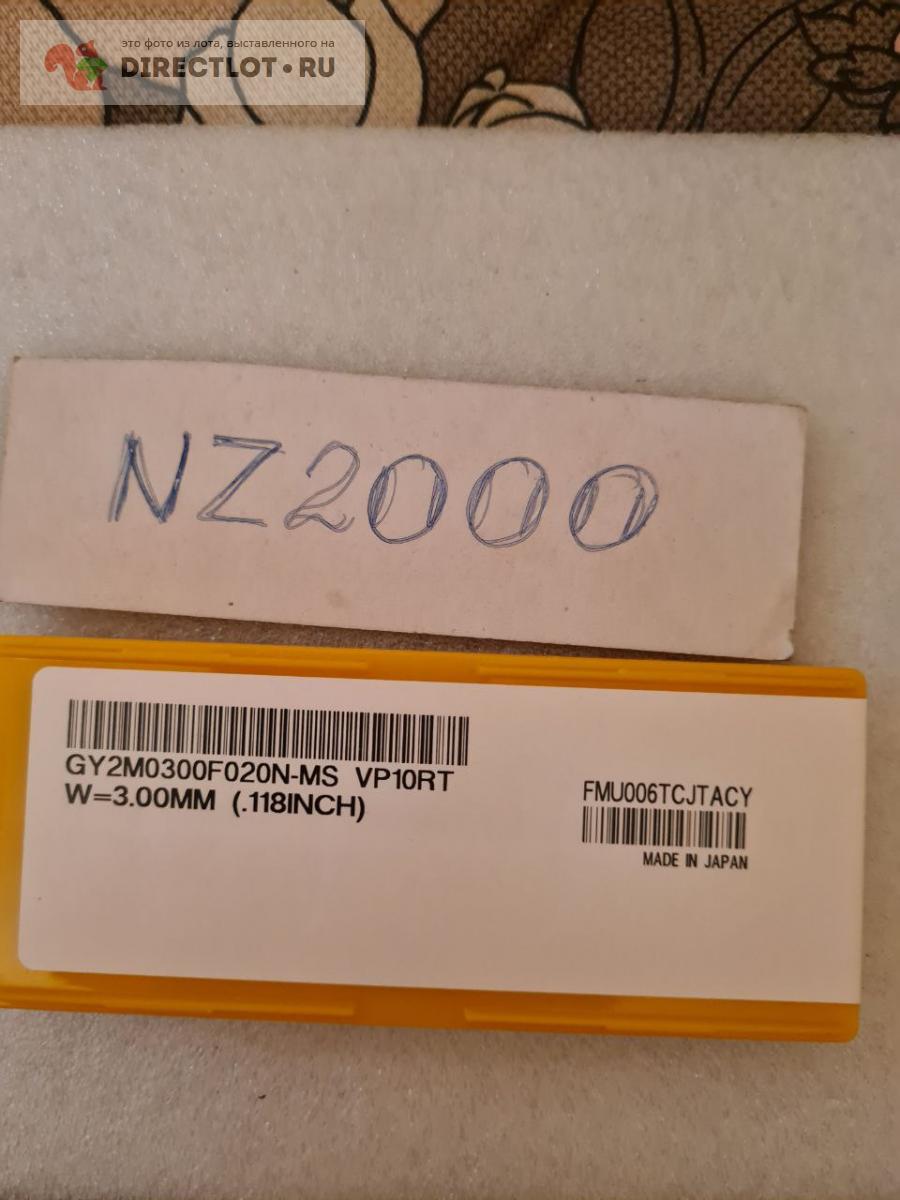 это фото из лота, выставленного на
DIRECTLOT•RU
NZ2000
GY2M0300F020N-MS VP10RT
W=3.00MM (.118INCH)
FMU006TCJTACY
MADE IN JAPAN